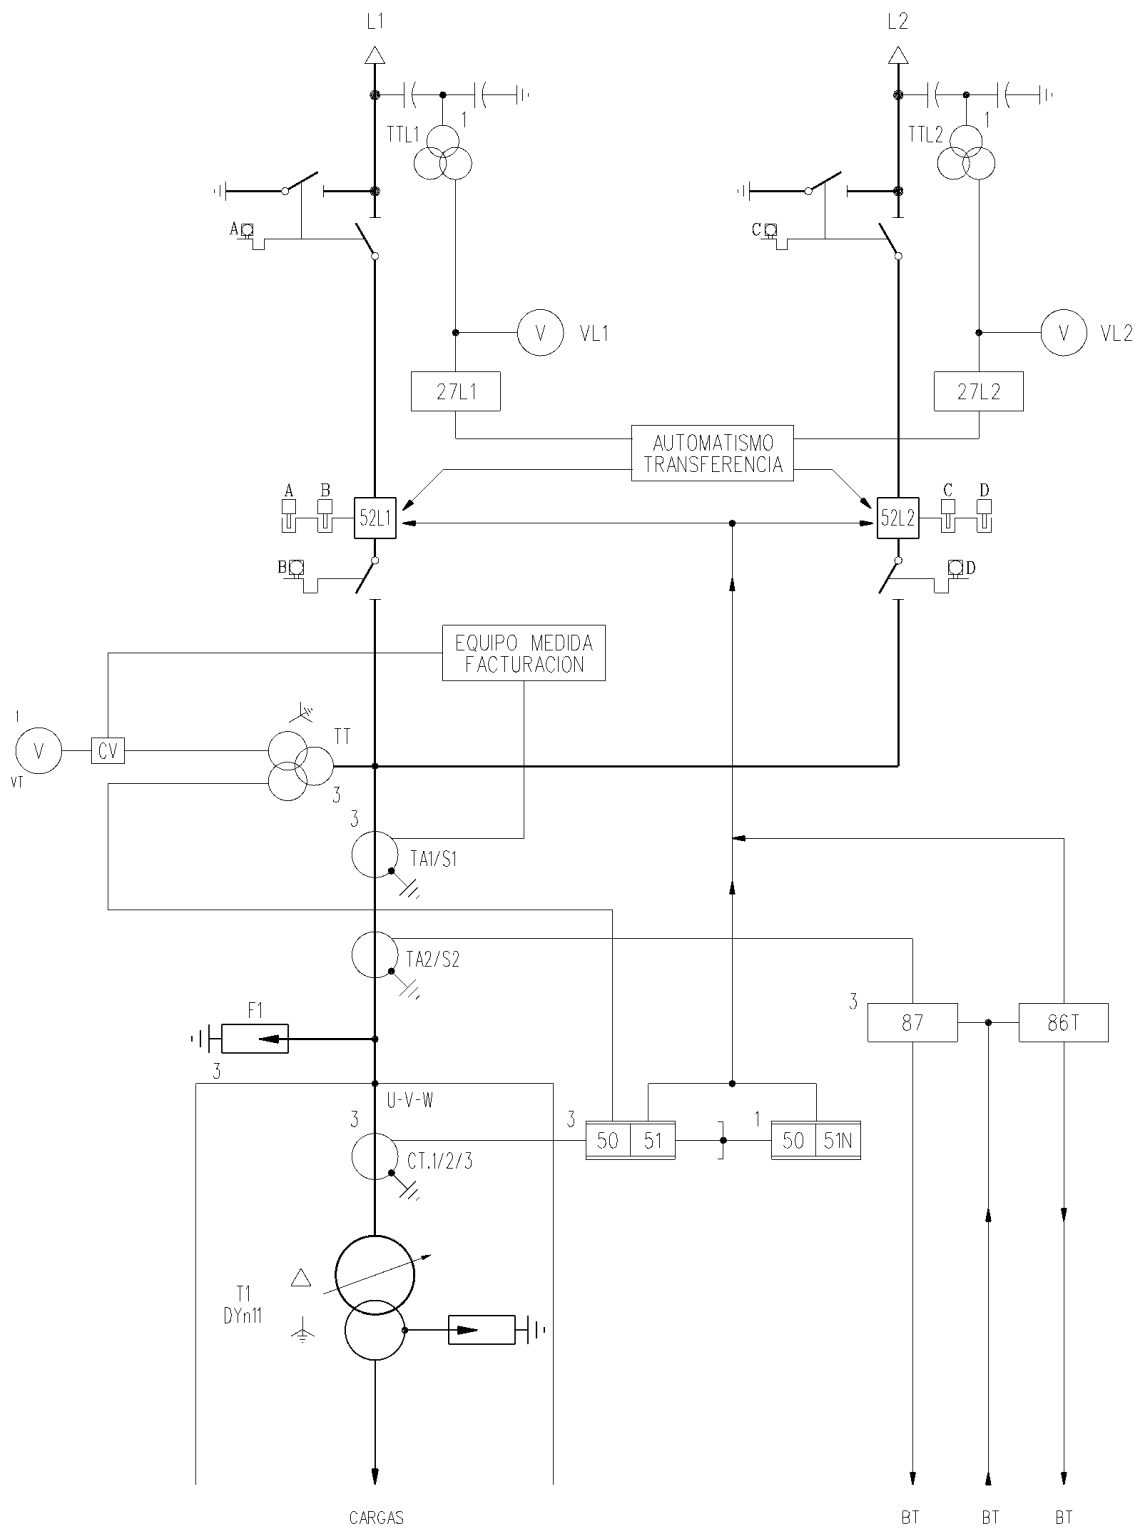 L1
L2
TTL1
1
TTL2
1
A
C
V
VL1
V
VL2
27L1
27L2
AUTOMATISMO
TRANSFERENCIA
A
B
52L1
52L2
C
D
B
D
EQUIPO MEDIDA
FACTURACION
1
V
VT
CV
TT
3
3
TA1/S1
TA2/S2
F1
3
3
87
86T
U-V-W
3
CT.1/2/3
3
50
51
1
50
51N
T1
DYn11
CARGAS
BT
BT
BT